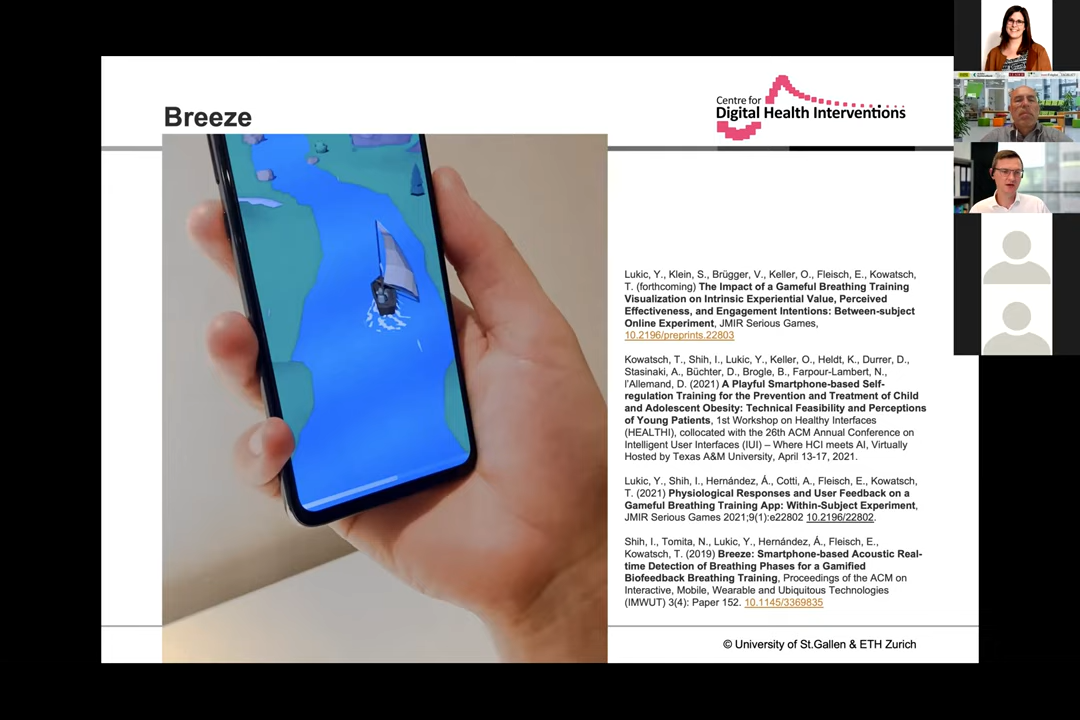 Breeze
Centre for
Digital Health Interventions
Lukic, Y., Klein, S., Brügger, V., Keller, O., Fleisch, E., Kowatsch,
T. (forthcoming) The Impact of a Gameful Breathing Training
Visualization on Intrinsic Experiential Value, Perceived
Effectiveness, and Engagement Intentions: Between-subject
Online Experiment, JMIR Serious Games,
10.2196/preprints.22803
Kowatsch, T., Shih, I., Lukic, Y., Keller, O., Heldt, K., Durrer, D.,
Stasinaki, A., Büchter, D., Brogle, B., Farpour-Lambert, N.,
l'Allemand, D. (2021) A Playful Smartphone-based Self-
regulation Training for the Prevention and Treatment of Child
and Adolescent Obesity: Technical Feasibility and Perceptions
of Young Patients, 1st Workshop on Healthy Interfaces
(HEALTHI), collocated with the 26th ACM Annual Conference on
Intelligent User Interfaces (IUI) – Where HCI meets AI, Virtually
Hosted by Texas A&M University, April 13-17, 2021.
Lukic, Y., Shih, I., Hernández, Á., Cotti, A., Fleisch, E., Kowatsch,
T. (2021) Physiological Responses and User Feedback on a
Gameful Breathing Training App: Within-Subject Experiment,
JMIR Serious Games 2021;9(1):e22802 10.2196/22802.
Shih, I., Tomita, N., Lukic, Y., Hernández, Á., Fleisch, E.,
Kowatsch, T. (2019) Breeze: Smartphone-based Acoustic Real-
time Detection of Breathing Phases for a Gamified
Biofeedback Breathing Training, Proceedings of the ACM on
Interactive, Mobile, Wearable and Ubiquitous Technologies
(IMWUT) 3(4): Paper 152. 10.1145/3369835
© University of St.Gallen & ETH Zurich